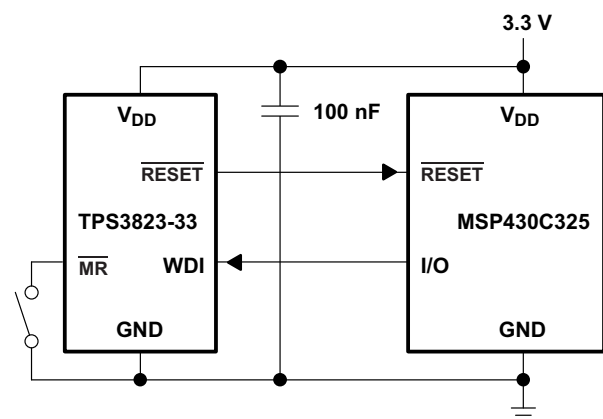 3.3 V
VDD
100 nF
VDD
RESET
RESET
TPS3823-33
MSP430C325
MR
WDI
I/O
GND
GND